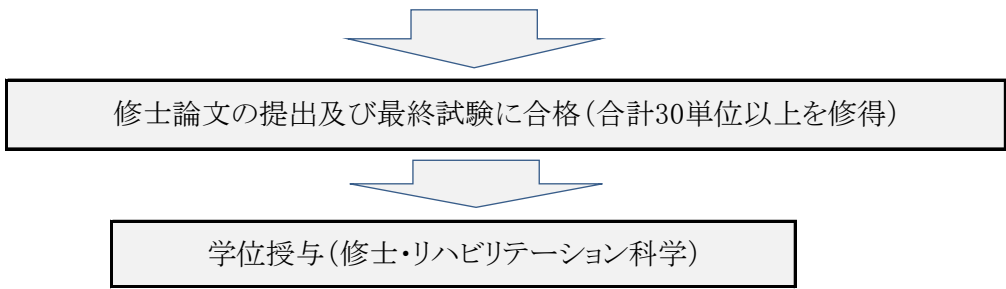 修士論文の提出及び最終試験に合格(合計30単位以上を修得)
学位授与(修士・リハビリテーション科学)